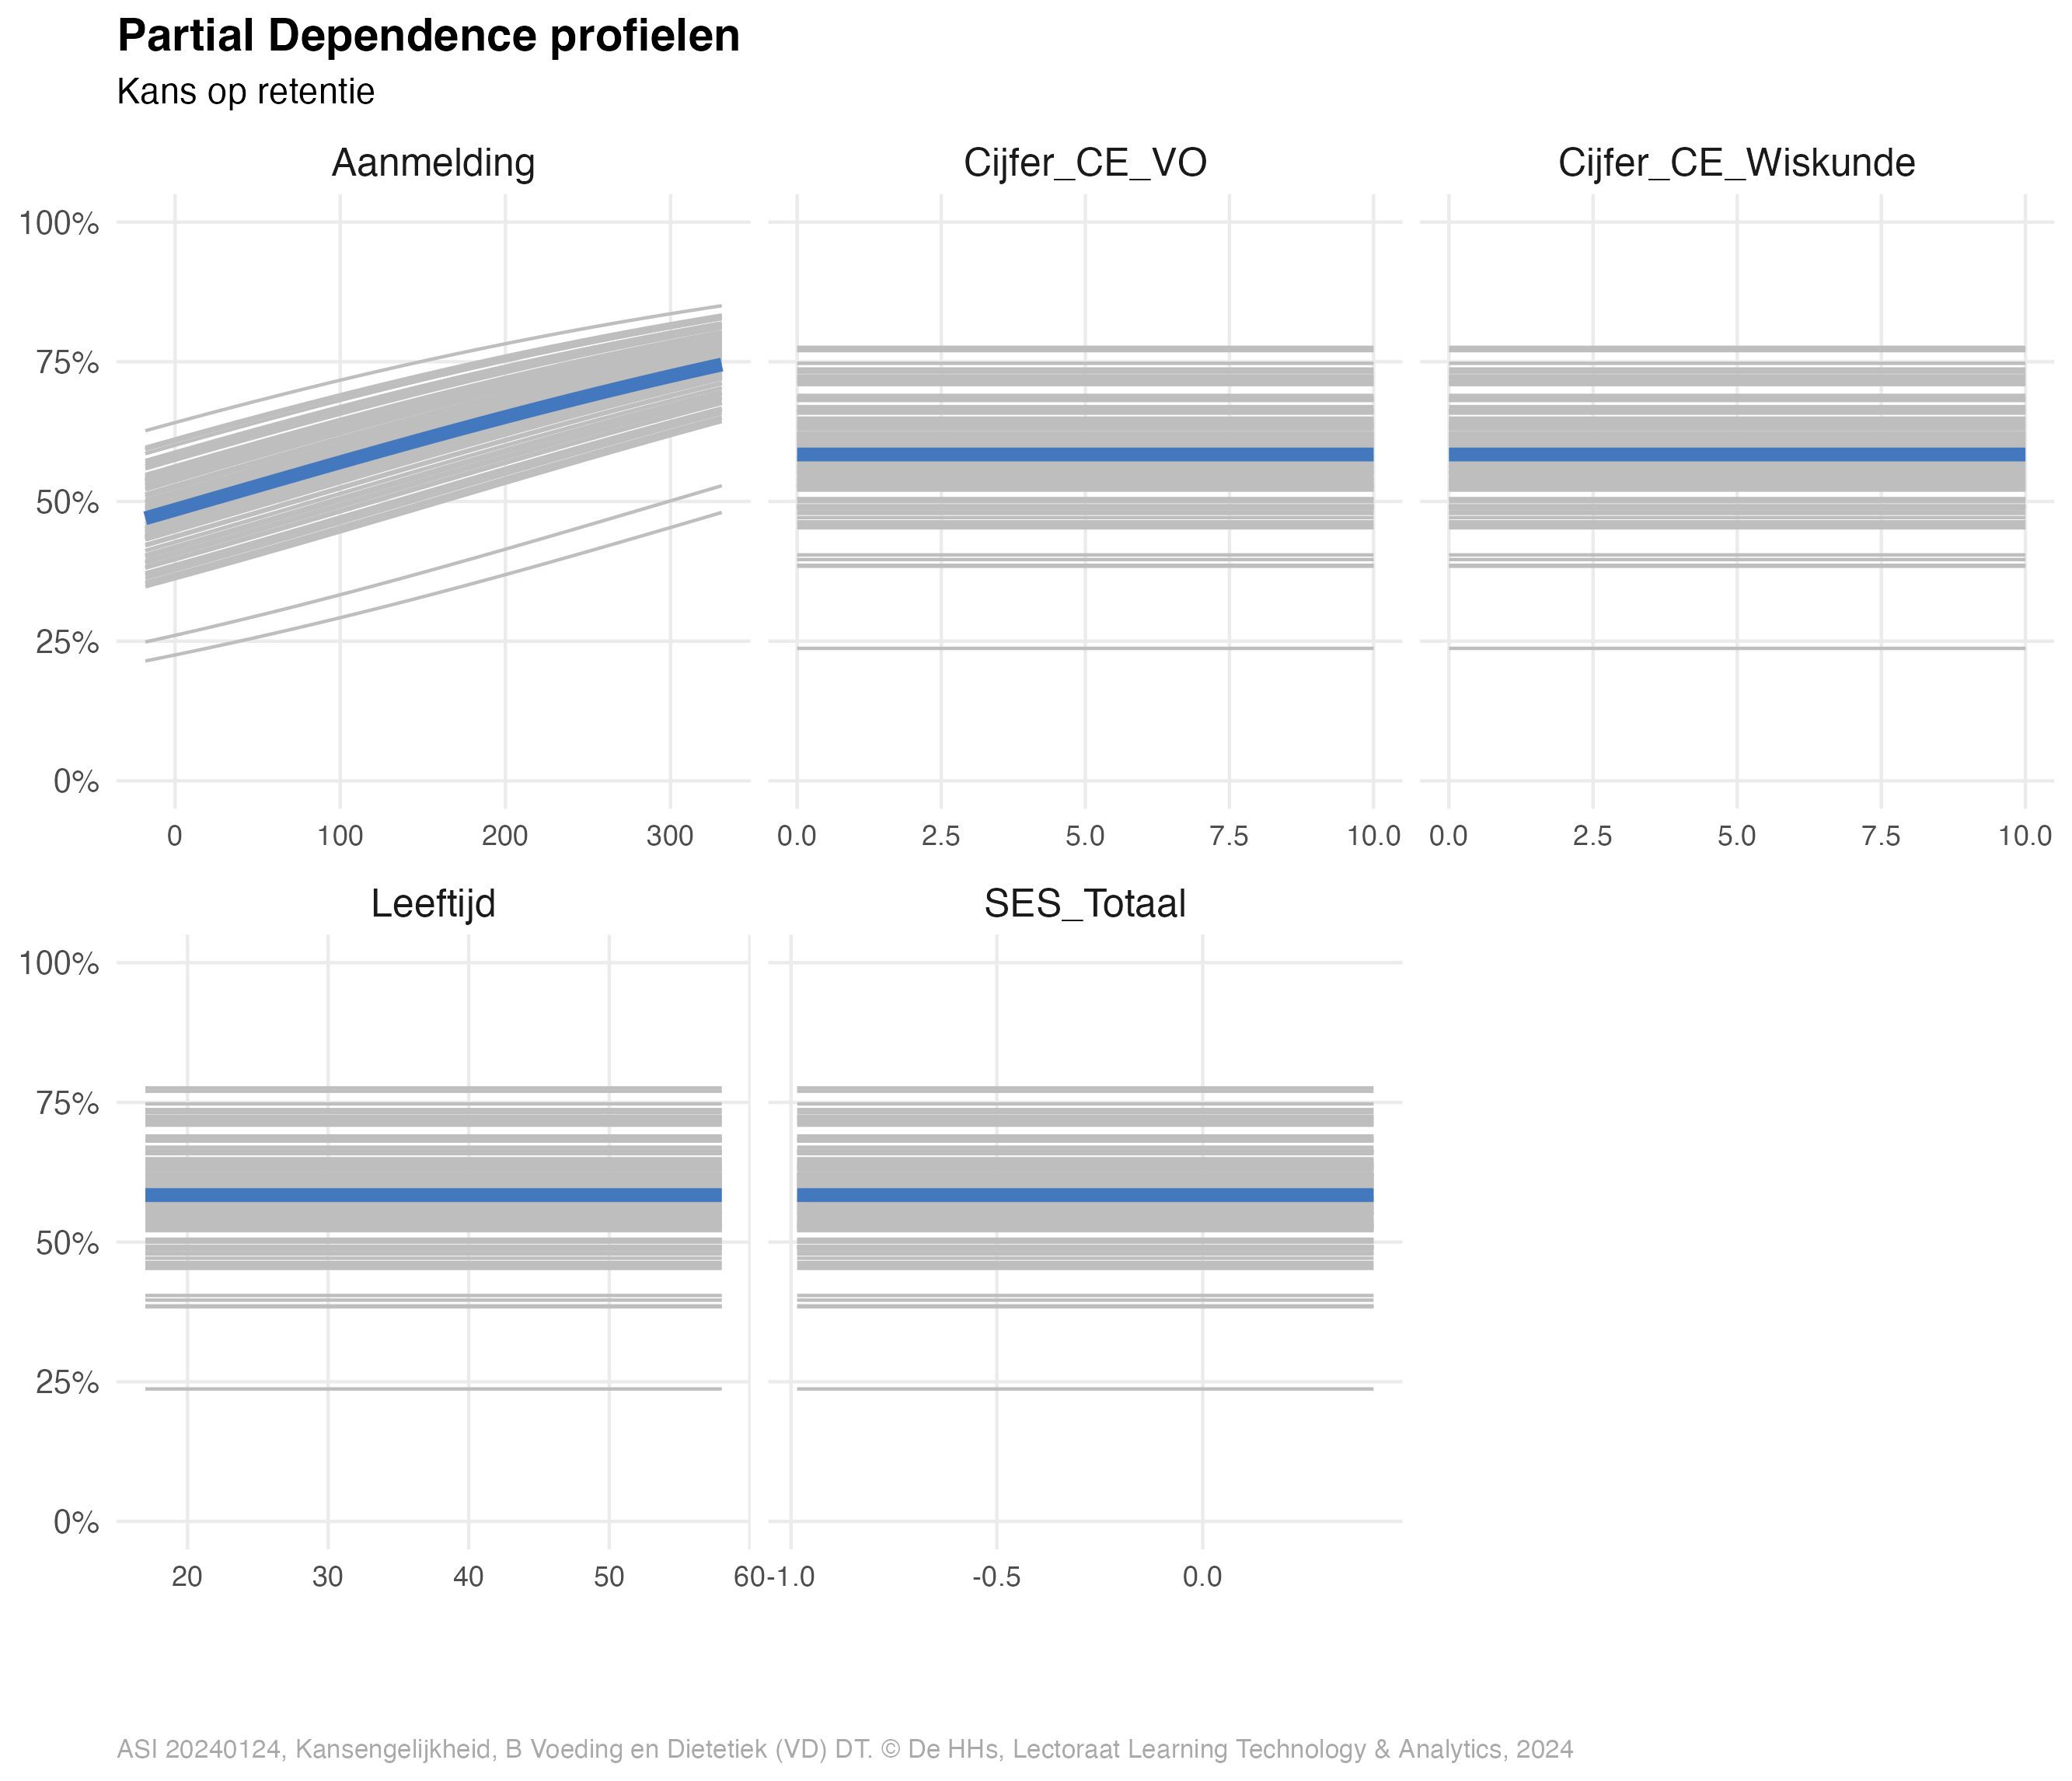 Partial Dependence profielen
Kans op retentie
Aanmelding
Cijfer_CE_VO
Cijfer_CE_Wiskunde
100%
75%
50%
25%
0%
0 100 200 300
0.0 2.5 5.0 7.5 10.0
0.0 2.5 5.0 7.5 10.0
Leeftijd
SES_Totaal
100%
75%
50%
25%
0%
20 30 40 50 60
-1.0 -0.5 0.0
ASI 20240124, Kansengelijkheid, B Voeding en Dietetiek (VD) DT. © De HHs, Lectoraat Learning Technology & Analytics, 2024